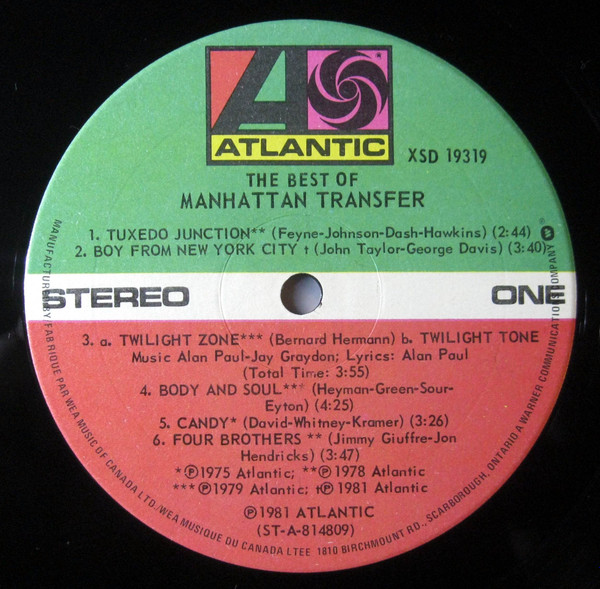 ATLANTIC
XSD 19319
THE BEST OF
MANHATTAN TRANSFER
1. TUXEDO JUNCTION** (Feyne-Johnson-Dash-Hawkins) (2:44)
2. BOY FROM NEW YORK CITY † (John Taylor-George Davis) (3:40)
STEREO
ONE
3. a. TWILIGHT ZONE*** (Bernard Hermann) b. TWILIGHT TONE
Music Alan Paul-Jay Graydon; Lyrics: Alan Paul
(Total Time: 3:55)
4. BODY AND SOUL*** (Heyman-Green-Sour-
Eyton) (4:25)
5. CANDY* (David-Whitney-Kramer) (3:26)
6. FOUR BROTHERS ** (Jimmy Giuffre-Jon
Hendricks) (3:47)
*℗1975 Atlantic; **℗1978 Atlantic
***℗1979 Atlantic; †℗1981 Atlantic
℗1981 ATLANTIC
(ST-A-814809)
MANUFACTURED BY/FABRIQUE PAR WEA MUSIC OF CANADA LTD./WEA MUSIQUE DU CANADA LTEE 1810 BIRCHMOUNT RD., SCARBOROUGH, ONTARIO A WARNER COMMUNICATIONS COMPANY